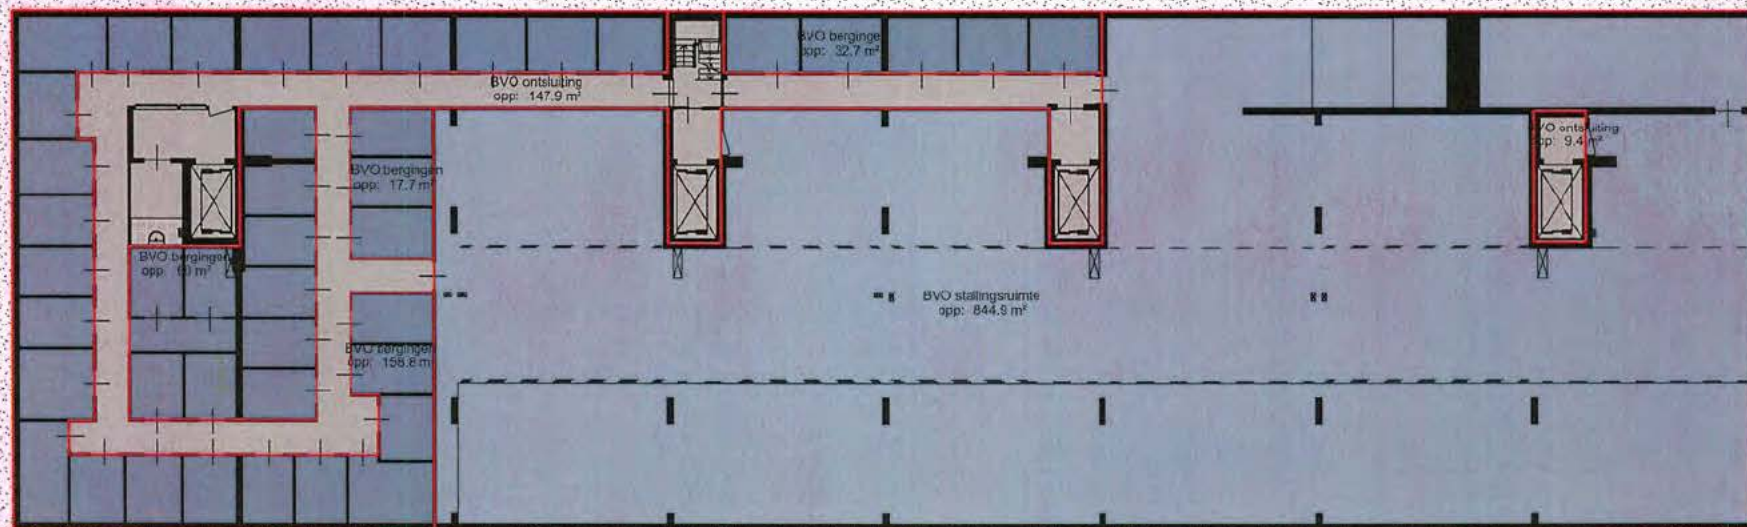 BVO berginge
opp: 32.7 m²
BVO ontsluiting
opp: 147.9 m²
BVO ontsluiting
opp: 9.4 m²
BVO bergingen
opp: 17.7 m²
BVO bergingen
opp: 69 m²
BVO stallingsruimte
opp: 844.9 m²
BVO bergingen
opp: 158.8 m